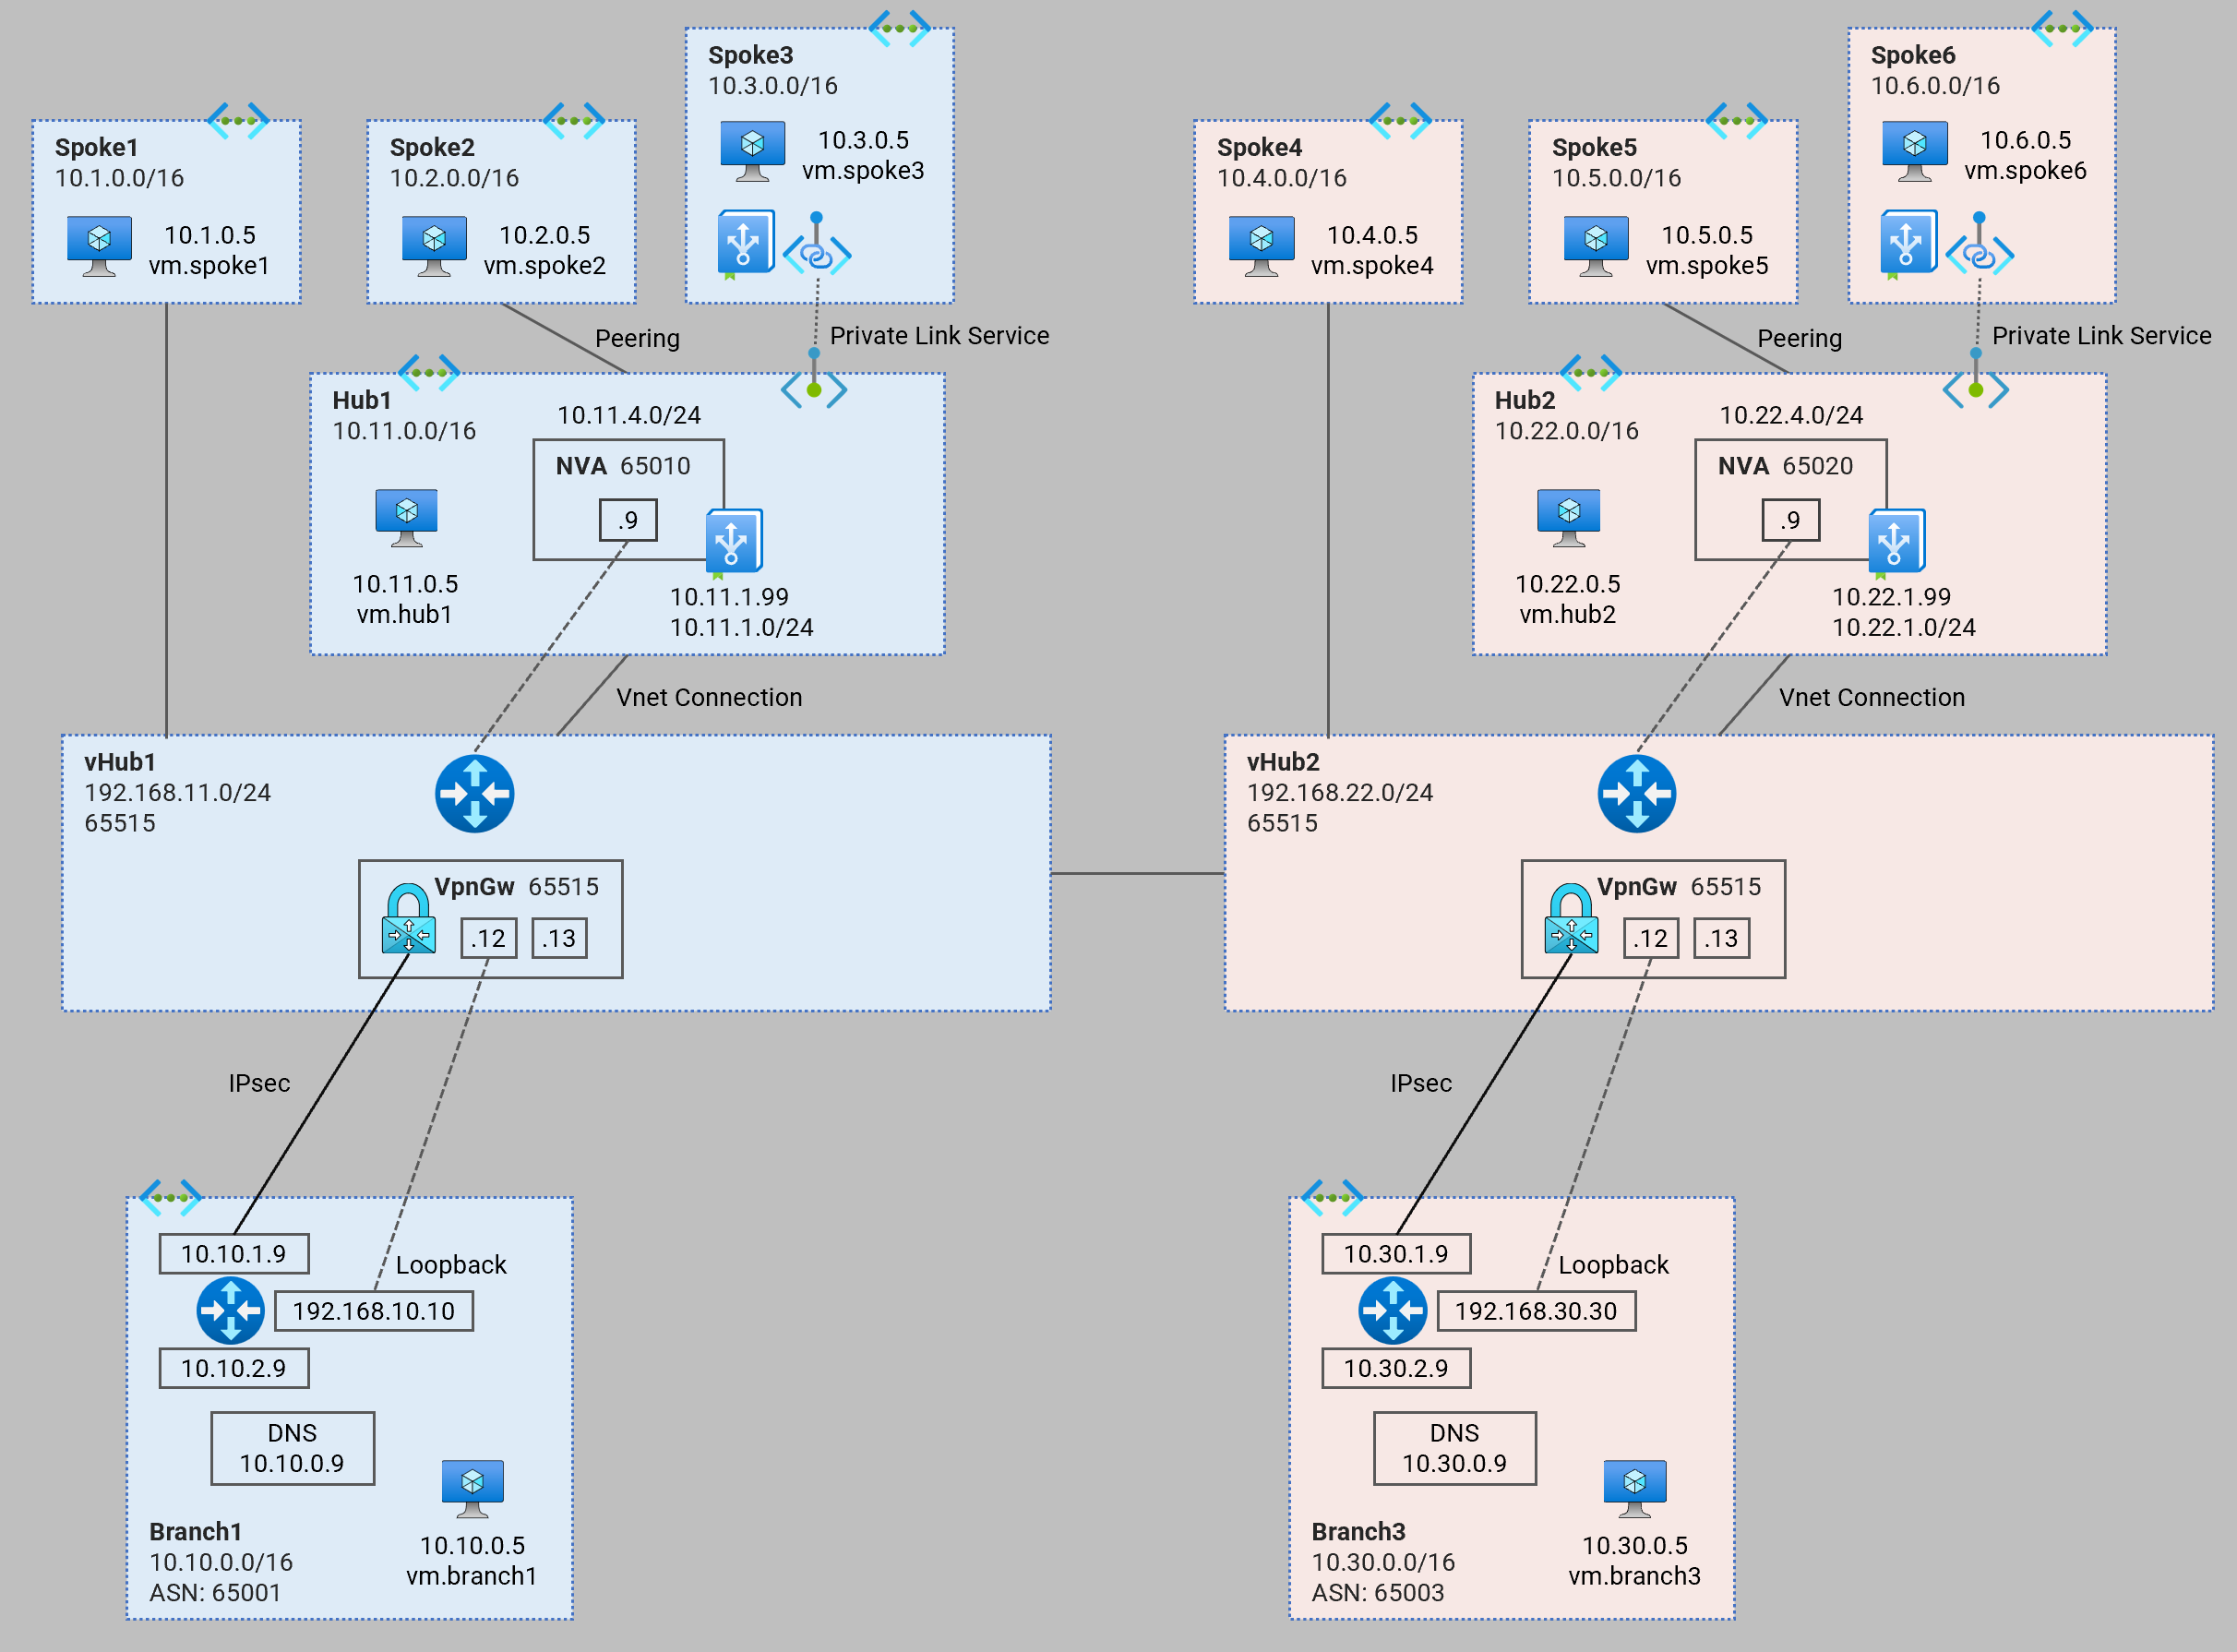 Spoke1
10.1.0.0/16
10.1.0.5
vm.spoke1
Spoke2
10.2.0.0/16
10.2.0.5
vm.spoke2
Spoke3
10.3.0.0/16
10.3.0.5
vm.spoke3
Peering
Private Link Service
Hub1
10.11.0.0/16
10.11.4.0/24
NVA 65010
.9
10.11.0.5
vm.hub1
10.11.1.99
10.11.1.0/24
Vnet Connection
vHub1
192.168.11.0/24
65515
VpnGw 65515
.12
.13
IPsec
10.10.1.9
Loopback
192.168.10.10
10.10.2.9
DNS
10.10.0.9
Branch1
10.10.0.0/16
ASN: 65001
10.10.0.5
vm.branch1
Spoke4
10.4.0.0/16
10.4.0.5
vm.spoke4
Spoke5
10.5.0.0/16
10.5.0.5
vm.spoke5
Spoke6
10.6.0.0/16
10.6.0.5
vm.spoke6
Peering
Private Link Service
Hub2
10.22.0.0/16
10.22.4.0/24
NVA 65020
.9
10.22.0.5
vm.hub2
10.22.1.99
10.22.1.0/24
Vnet Connection
vHub2
192.168.22.0/24
65515
VpnGw 65515
.12
.13
IPsec
10.30.1.9
Loopback
192.168.30.30
10.30.2.9
DNS
10.30.0.9
Branch3
10.30.0.0/16
ASN: 65003
10.30.0.5
vm.branch3